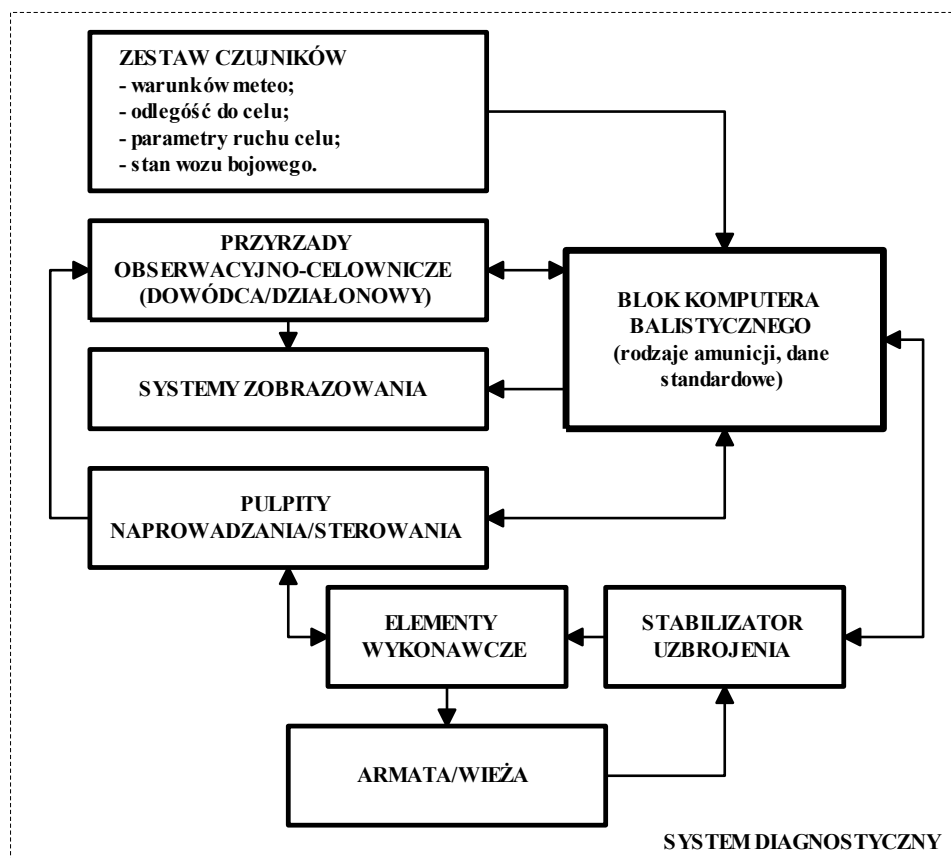 ZESTAW CZUJNIKÓW
- warunków meteo;
- odlegóść do celu;
- parametry ruchu celu;
- stan wozu bojowego.
PRZYRZADY
OBSERWACYJNO-CELOWNICZE
(DOWÓDCA/DZIAŁONOWY)
BLOK KOMPUTERA
BALISTYCZNEGO
(rodzaje amunicji, dane
standardowe)
SYSTEMY ZOBRAZOWANIA
PULPITY
NAPROWADZANIA/STEROWANIA
ELEMENTY
WYKONAWCZE
STABILIZATOR
UZBROJENIA
ARMATA/WIEŻA
SYSTEM DIAGNOSTYCZNY